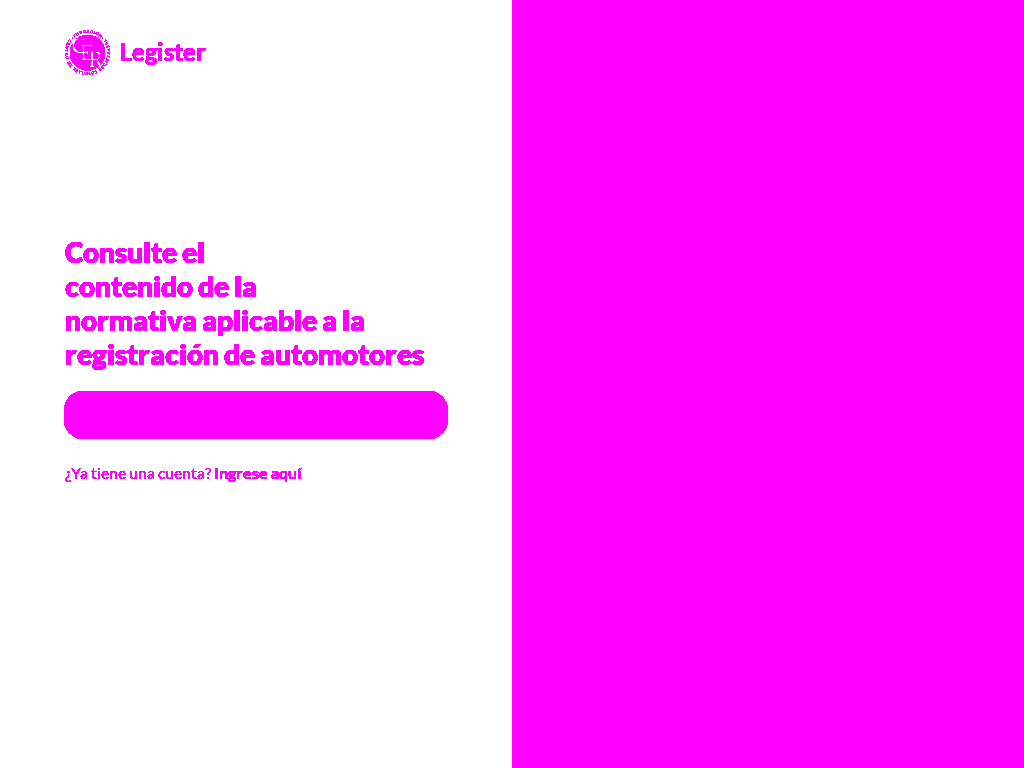 Legister
Consulte el
contenido de la
normativa aplicable a la
registración de automotores
¿Ya tiene una cuenta? Ingrese aquí